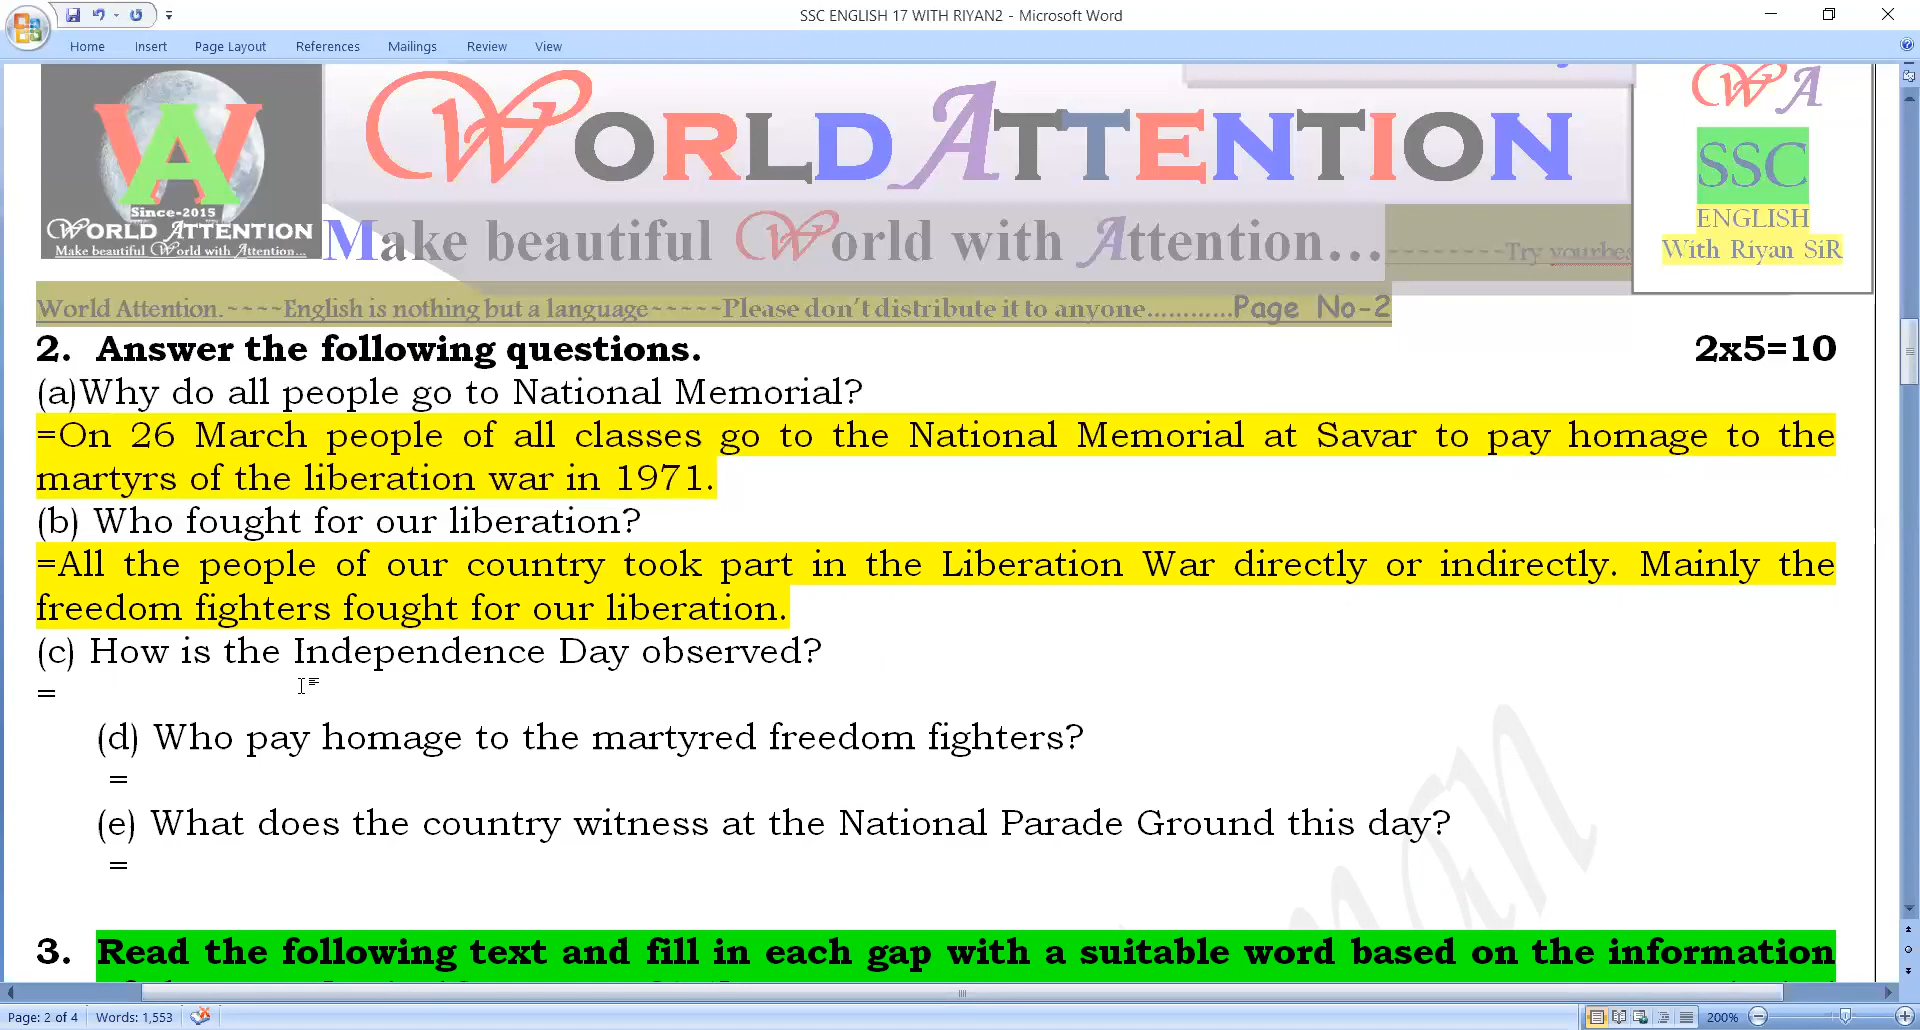 SSC ENGLISH 17 WITH RIYAN2 - Microsoft Word
Home Insert Page Layout References Mailings Review View
WA
WORLD ATTENTION
SSC
ENGLISH
With Riyan SiR
WA
Since-2015
WORLD ATTENTION
Make beautiful World with Attention...
Make beautiful World with Attention... -------Try yourbes
World Attention.~~~~English is nothing but a language~~~~~Please don't distribute it to anyone...........Page No-2
2. Answer the following questions. 2x5=10
(a)Why do all people go to National Memorial?
=On 26 March people of all classes go to the National Memorial at Savar to pay homage to the
martyrs of the liberation war in 1971.
(b) Who fought for our liberation?
=All the people of our country took part in the Liberation War directly or indirectly. Mainly the
freedom fighters fought for our liberation.
(c) How is the Independence Day observed?
=
(d) Who pay homage to the martyred freedom fighters?
=
(e) What does the country witness at the National Parade Ground this day?
=
3. Read the following text and fill in each gap with a suitable word based on the information
Page: 2 of 4 Words: 1,553 200%